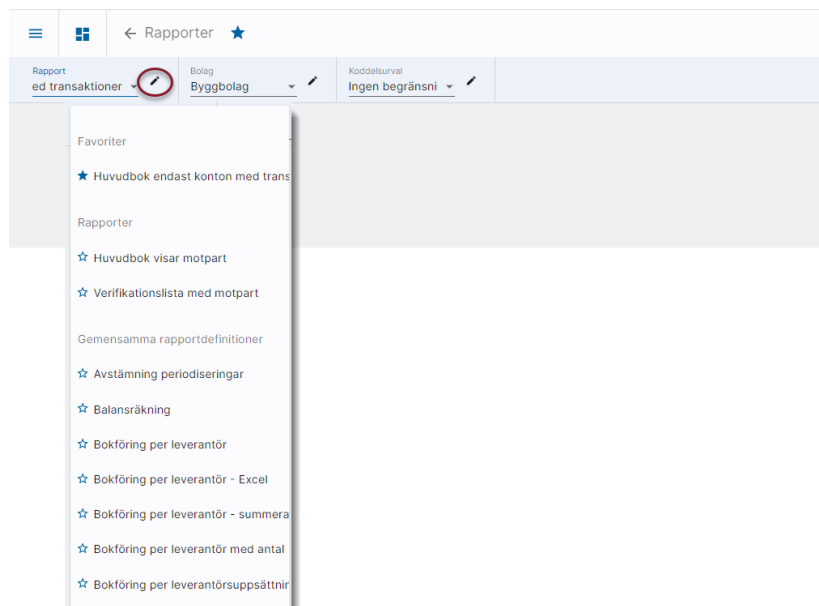 Rapporter
Rapport
ed transaktioner
Bolag
Byggbolag
Koddelsurval
Ingen begränsni
Favoriter
Huvudbok endast konton med trans
Rapporter
Huvudbok visar motpart
Verifikationslista med motpart
Gemensamma rapportdefinitioner
Avstämning periodiseringar
Balansräkning
Bokföring per leverantör
Bokföring per leverantör - Excel
Bokföring per leverantör - summera
Bokföring per leverantör med antal
Bokföring per leverantörsuppsättnin